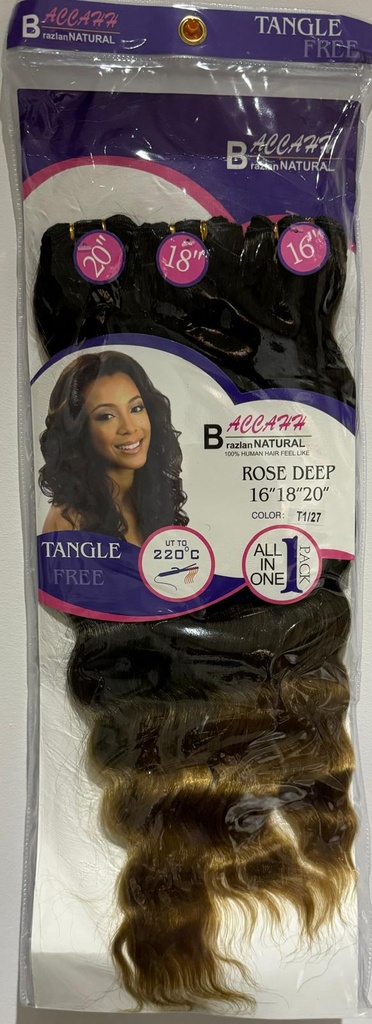 BACCAHH
BrazlanNATURAL
TANGLE
FREE
BACCAHH
BrazlanNATURAL
20"
18"
16"
BACCAHH
BrazlanNATURAL
100% HUMAN HAIR FEEL LIKE
ROSE DEEP
16"18"20"
COLOR: T1/27
TANGLE
FREE
UT TO
220°C
ALL
IN
ONE
1
PACK